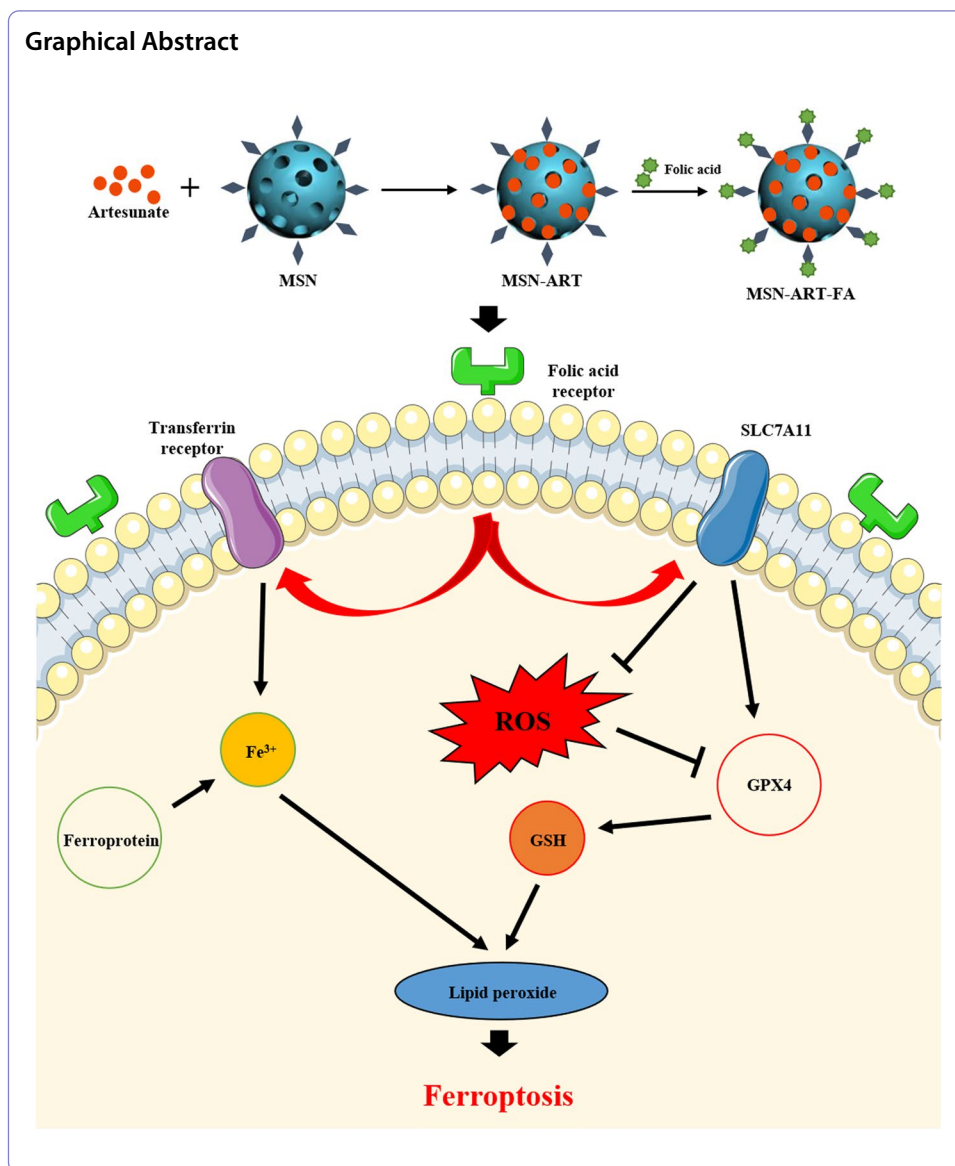 Graphical Abstract
Artesunate
+
MSN
MSN-ART
Folic acid
MSN-ART-FA
Folic acid
receptor
Transferrin
receptor
SLC7A11
ROS
Fe³⁺
GPX4
Ferroprotein
GSH
Lipid peroxide
Ferroptosis